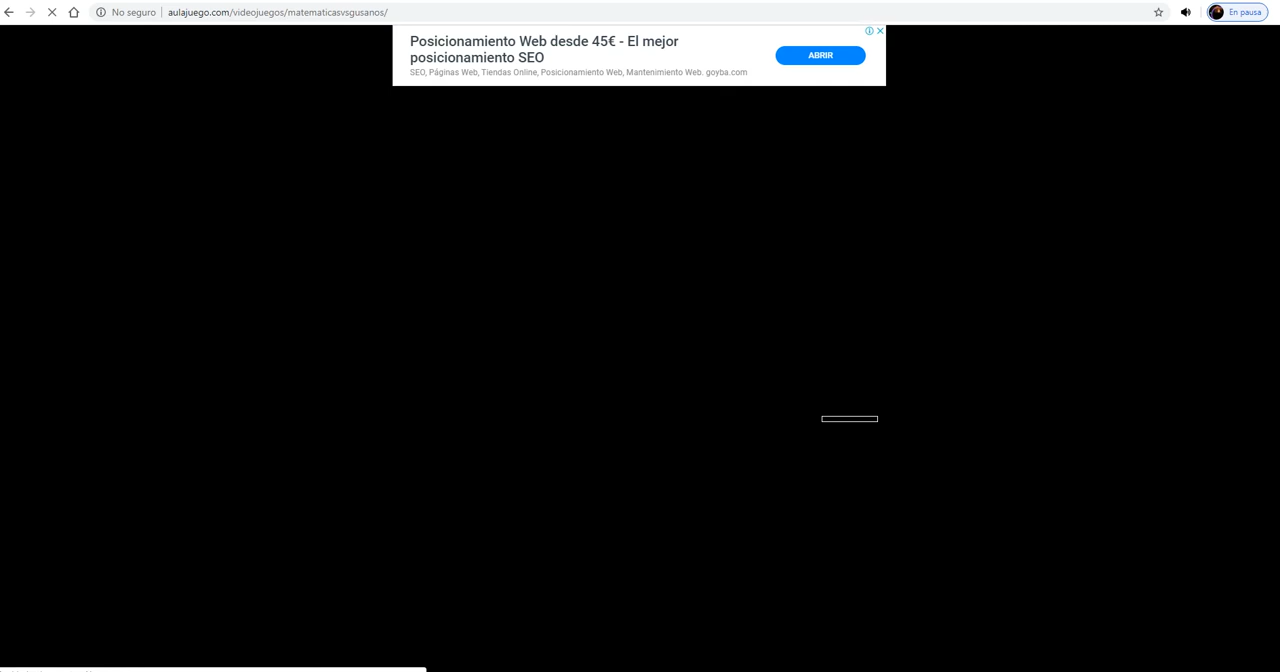 No seguro
aulajuego.com/videojuegos/matematicasvsgusanos/
En pausa
Posicionamiento Web desde 45€ - El mejor
posicionamiento SEO
SEO, Páginas Web, Tiendas Online, Posicionamiento Web, Mantenimiento Web. goyba.com
ABRIR